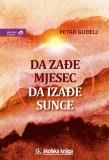 PETAR GUDELJ
DA ZAĐE
MJESEC
DA IZAĐE
SUNCE
školska knjiga